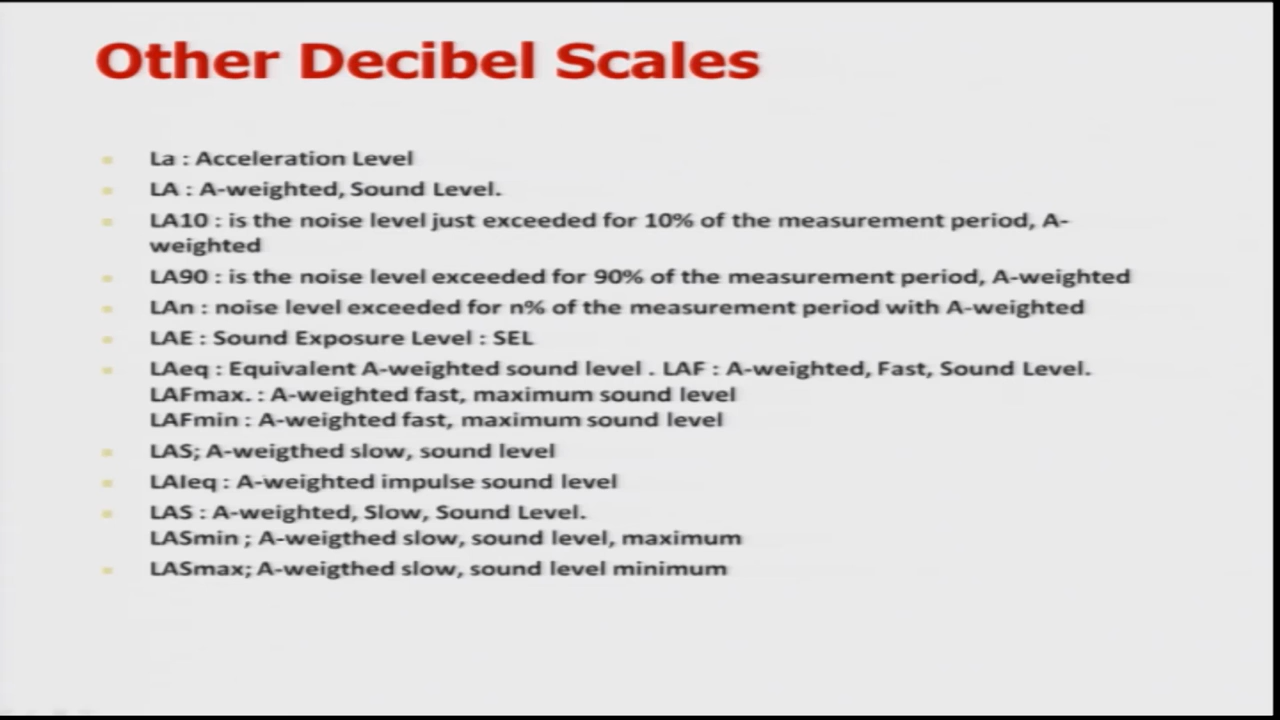 Other Decibel Scales
La : Acceleration Level
LA : A-weighted, Sound Level.
LA10 : is the noise level just exceeded for 10% of the measurement period, A-
weighted
LA90 : is the noise level exceeded for 90% of the measurement period, A-weighted
LAn : noise level exceeded for n% of the measurement period with A-weighted
LAE : Sound Exposure Level : SEL
LAeq : Equivalent A-weighted sound level . LAF : A-weighted, Fast, Sound Level.
LAFmax. : A-weighted fast, maximum sound level
LAFmin : A-weighted fast, maximum sound level
LAS; A-weigthed slow, sound level
LAIeq : A-weighted impulse sound level
LAS : A-weighted, Slow, Sound Level.
LASmin ; A-weigthed slow, sound level, maximum
LASmax; A-weigthed slow, sound level minimum